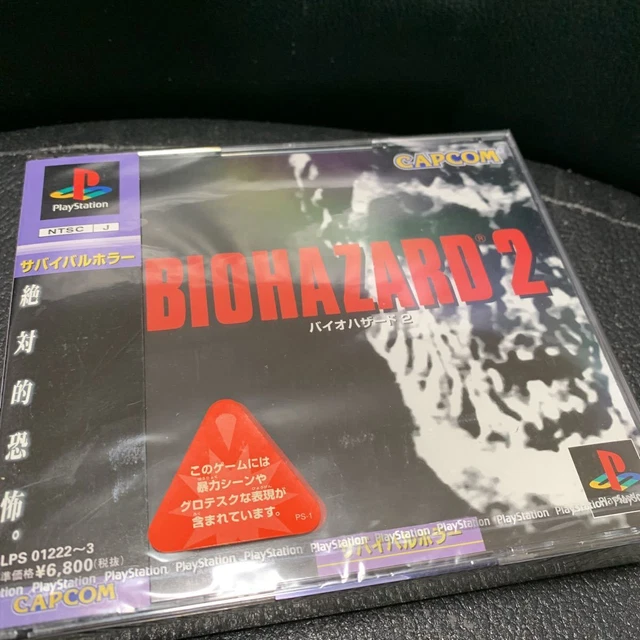 PlayStation
NTSC J
サバイバルホラー
絶対的恐怖。
LPS 01222～3
準価格¥6,800(税抜)
PlayStation PlayStation PlayStation PlayStation PlayStation PlayStation PlayStation
CAPCOM
CAPCOM
BIOHAZARD® 2
バイオハザード 2
このゲームには
暴力シーンや
グロテスクな表現が
含まれています。
PS-1
サバイバルホラー
PlayStation